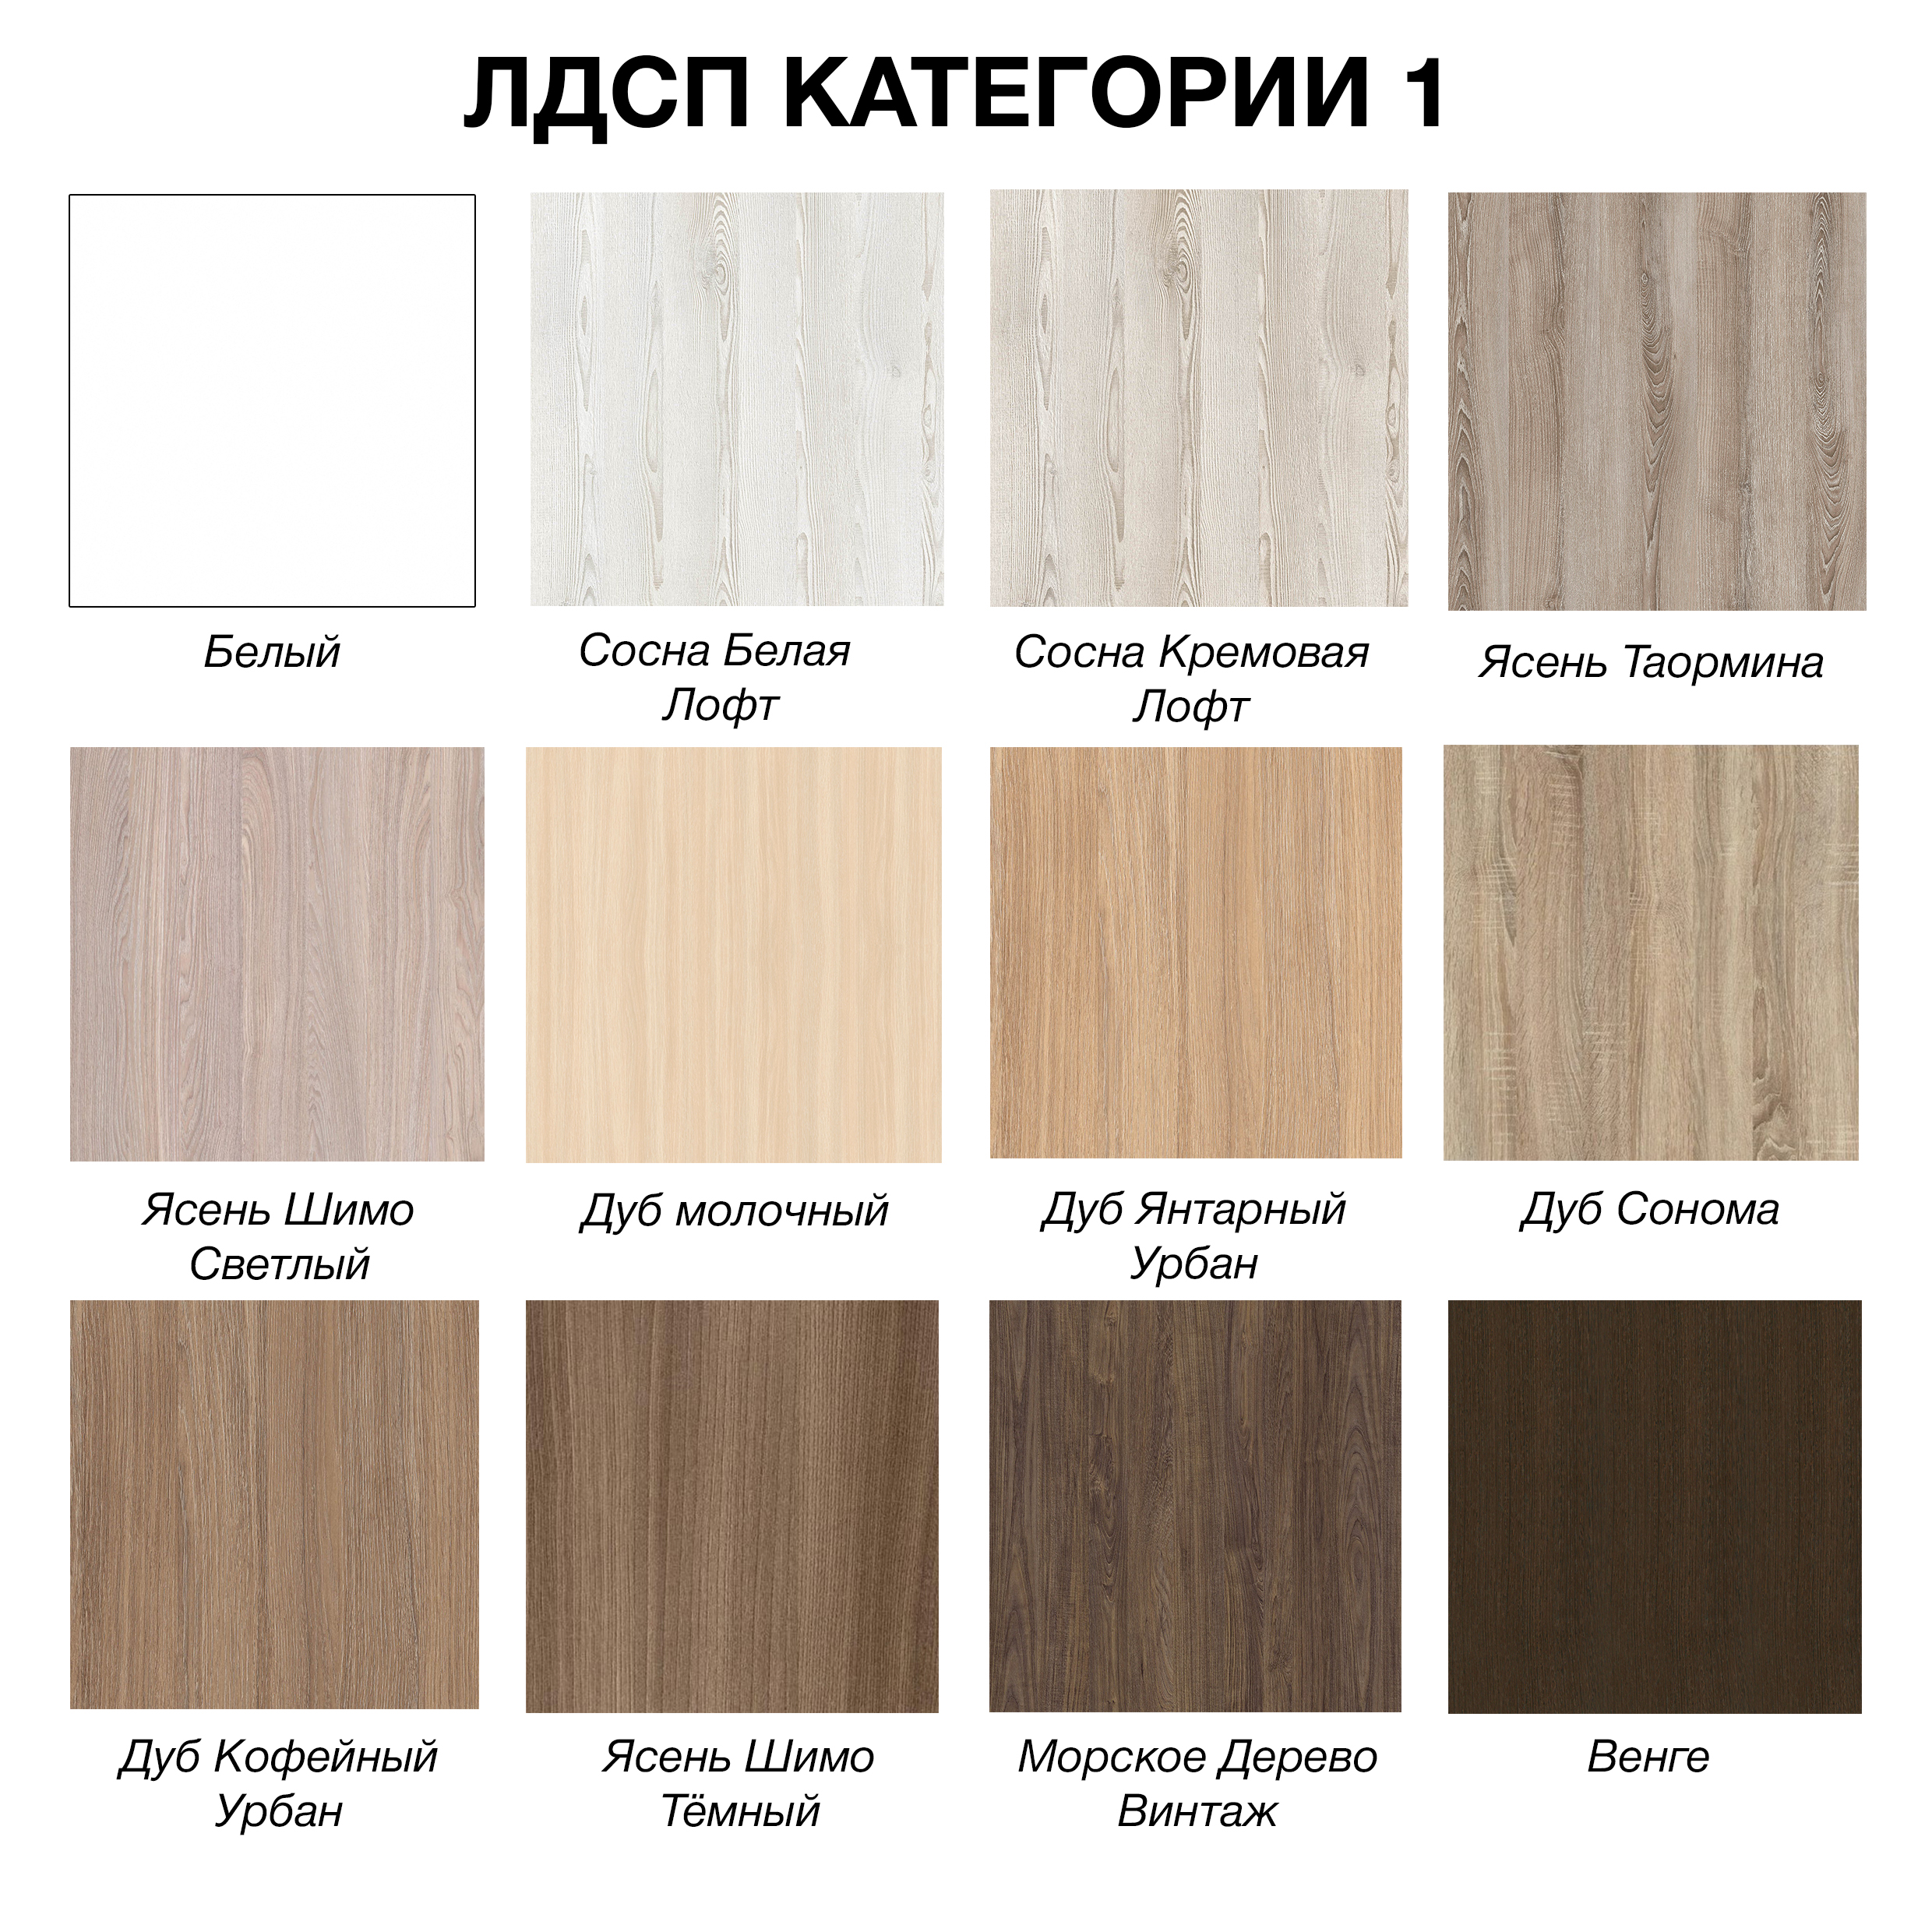 ЛДСП КАТЕГОРИИ 1
Белый
Сосна Белая
Лофт
Сосна Кремовая
Лофт
Ясень Таормина
Ясень Шимо
Светлый
Дуб молочный
Дуб Янтарный
Урбан
Дуб Сонома
Дуб Кофейный
Урбан
Ясень Шимо
Тёмный
Морское Дерево
Винтаж
Венге